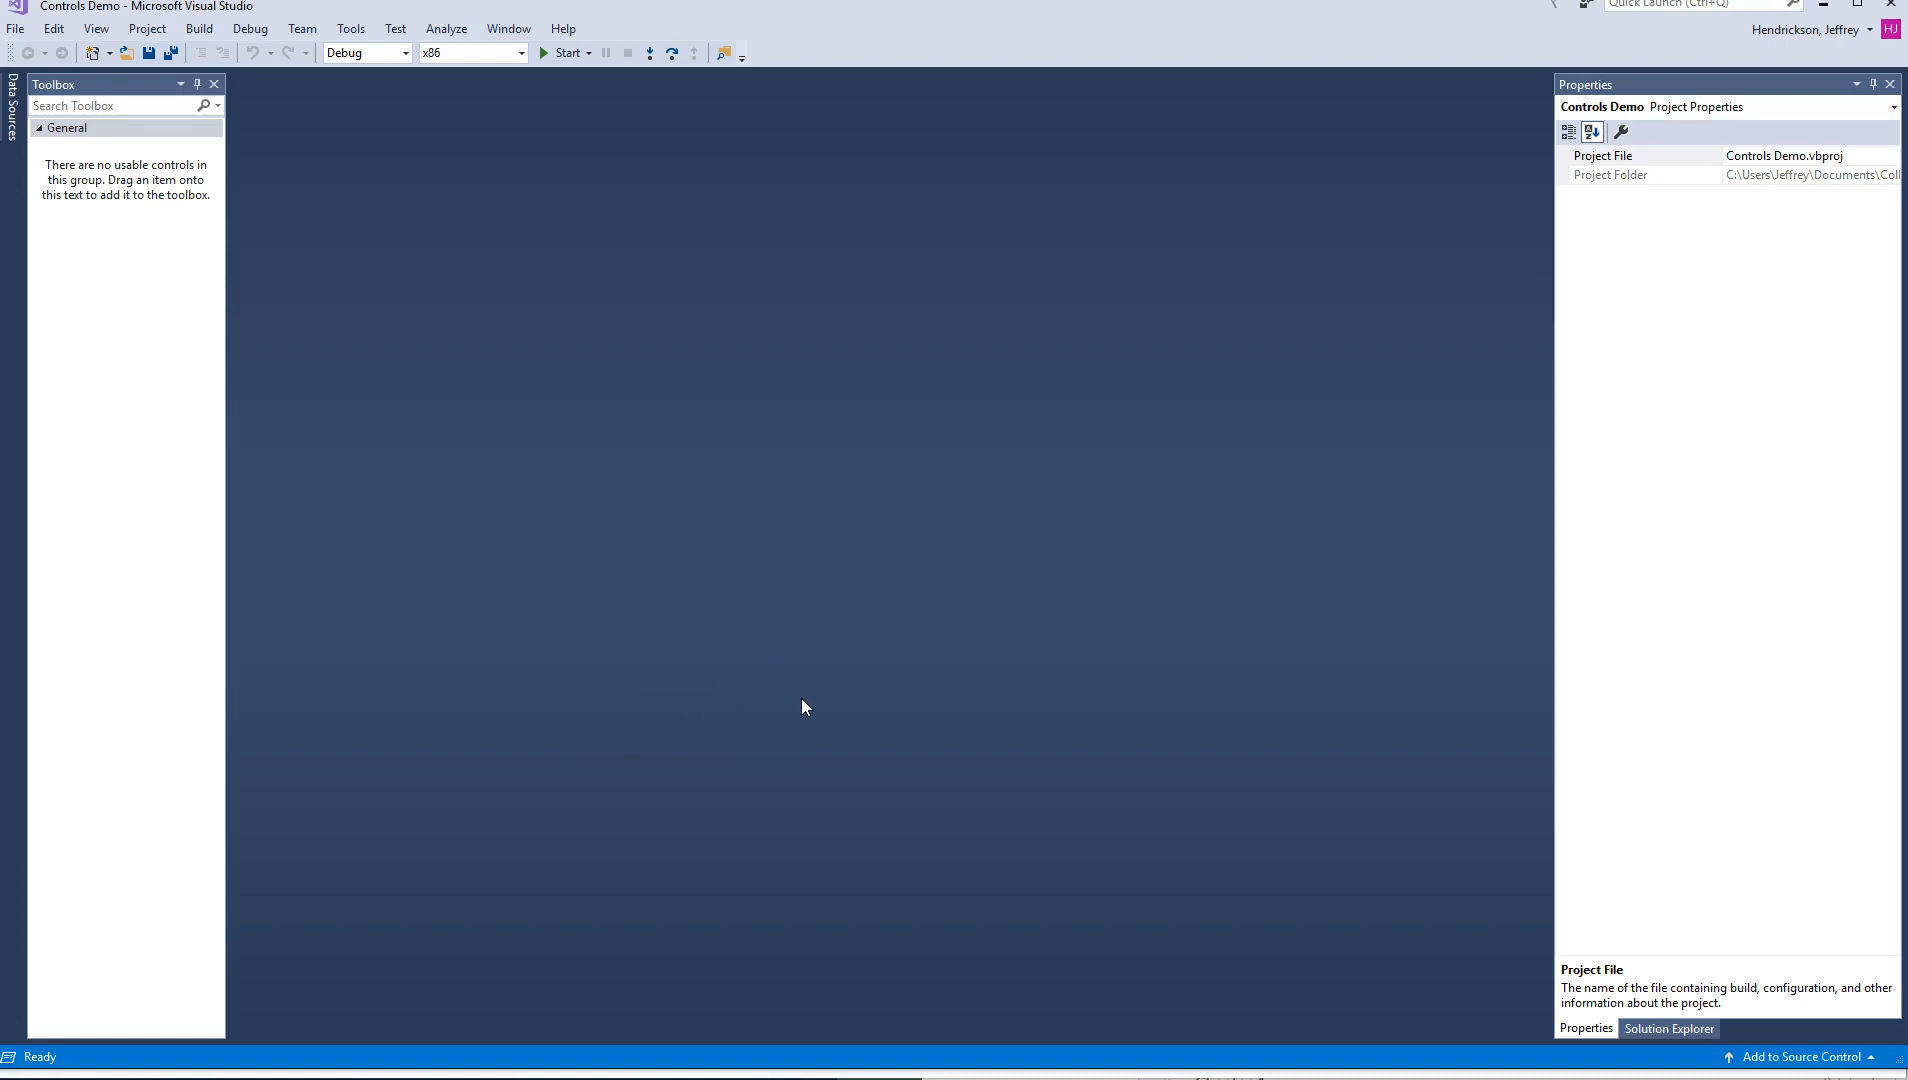 Controls Demo - Microsoft Visual Studio
Quick Launch (Ctrl+Q)
File Edit View Project Build Debug Team Tools Test Analyze Window Help
Hendrickson, Jeffrey HJ
Debug x86 Start
Data Sources
Toolbox
Search Toolbox
General
There are no usable controls in
this group. Drag an item onto
this text to add it to the toolbox.
Properties
Controls Demo Project Properties
Project File Controls Demo.vbproj
Project Folder C:\Users\Jeffrey\Documents\Coll
Project File
The name of the file containing build, configuration, and other
information about the project.
Properties Solution Explorer
Ready
Add to Source Control